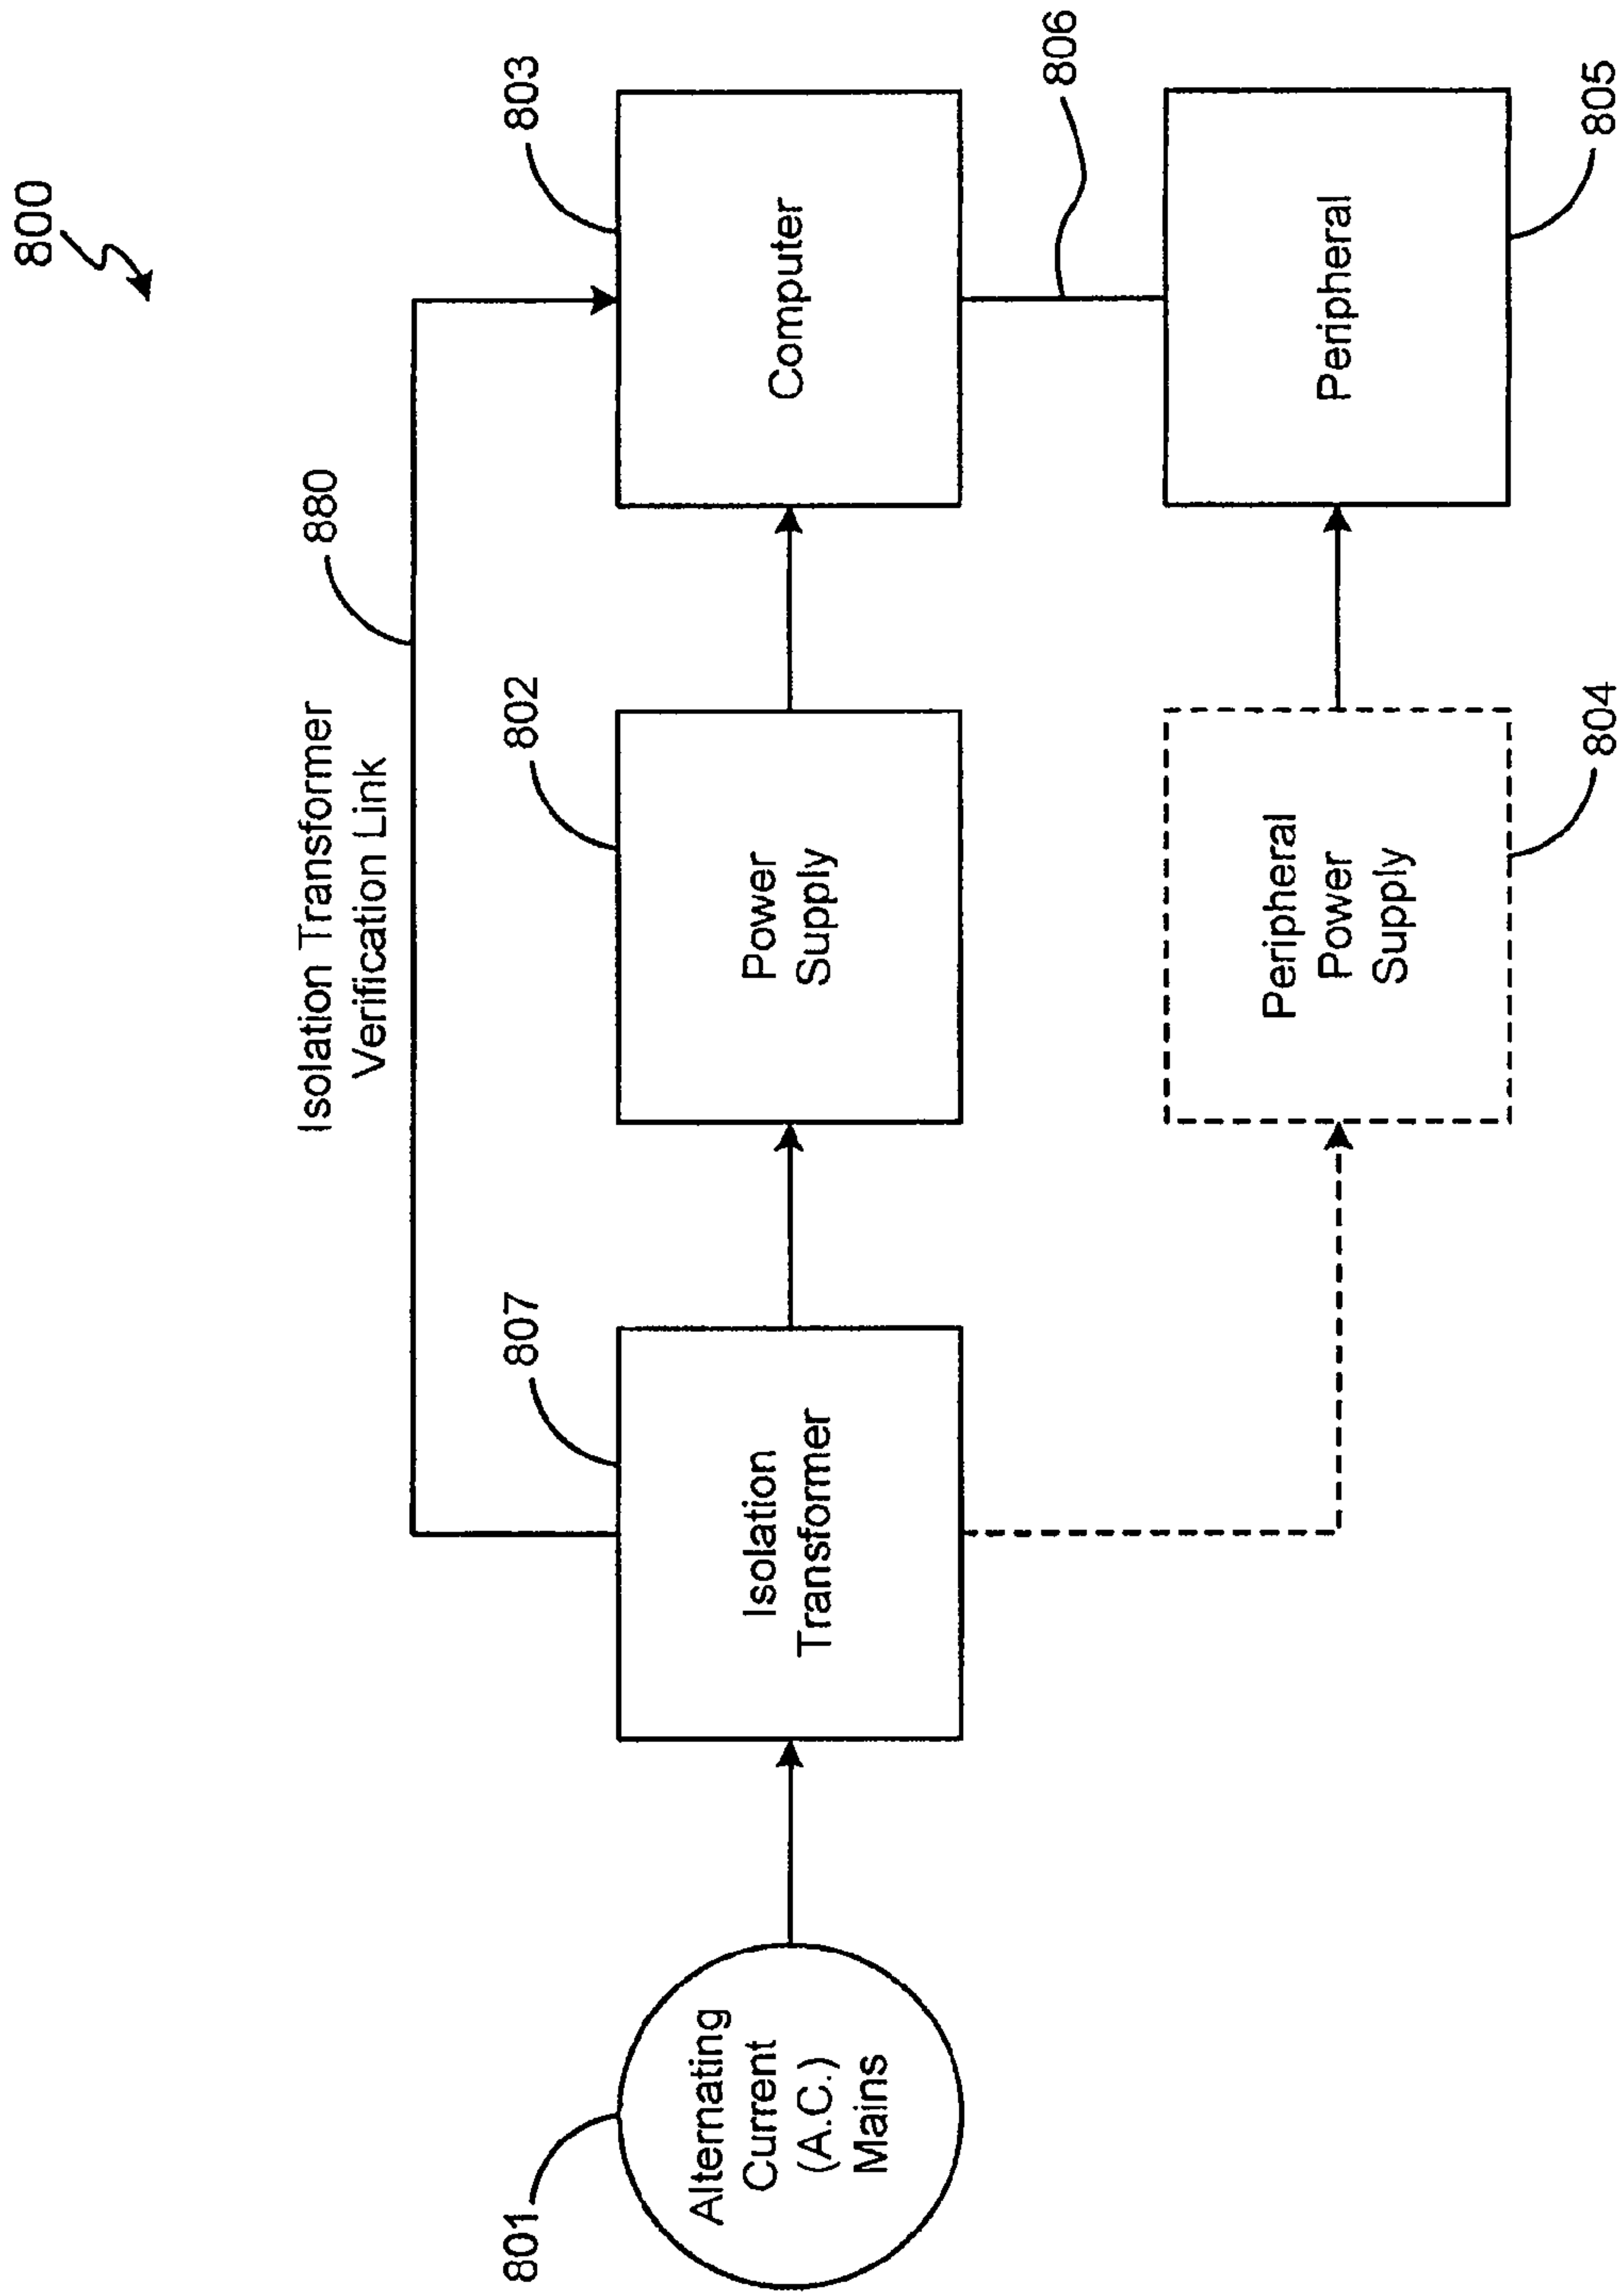 800
Isolation Transformer
Verification Link
880
801
807
802
803
Alternating
Current
(A.C.)
Mains
Isolation
Transformer
Power
Supply
Computer
806
Peripheral
Power
Supply
Peripheral
804
805